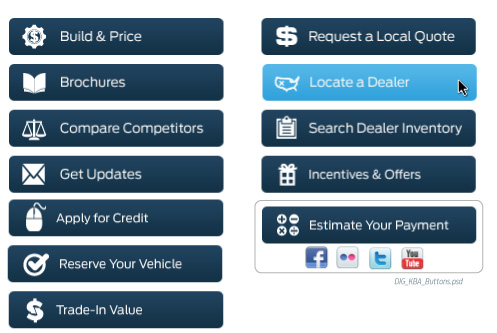 Build & Price
Brochures
Compare Competitors
Get Updates
Apply for Credit
Reserve Your Vehicle
Trade-In Value
Request a Local Quote
Locate a Dealer
Search Dealer Inventory
Incentives & Offers
Estimate Your Payment
You
Tube
DIG_KBA_Buttons.psd